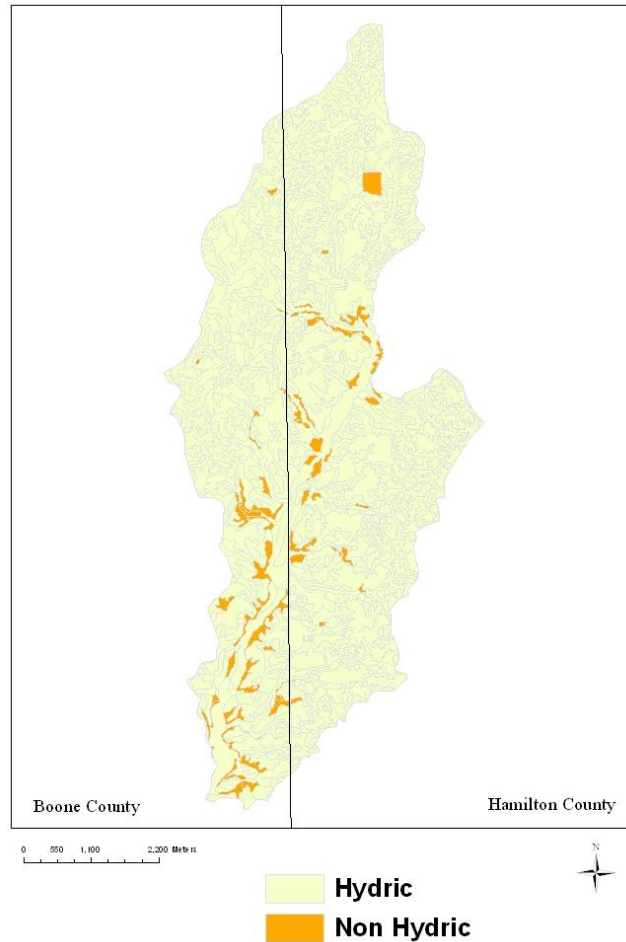 Boone County
Hamilton County
0 550 1,100 2,200 Meters
N
Hydric
Non Hydric